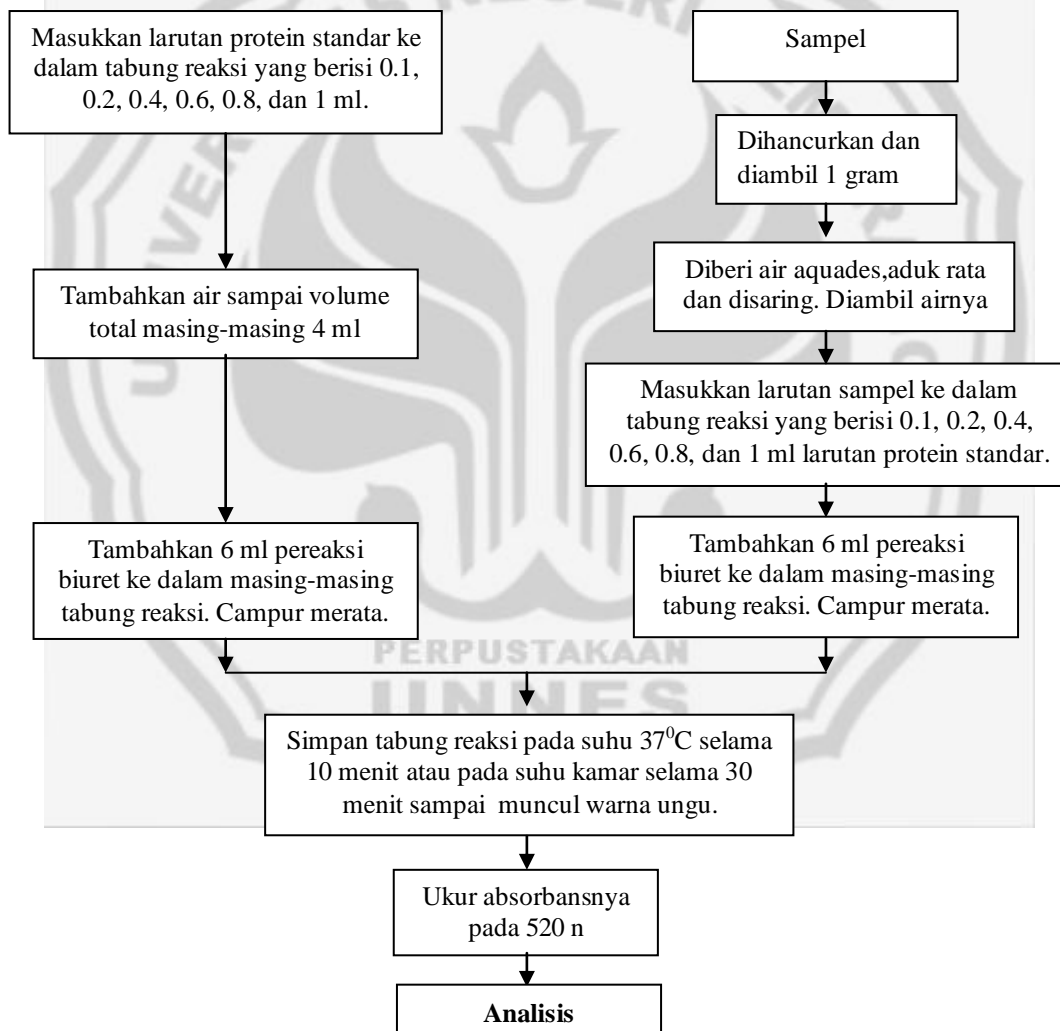 Masukkan larutan protein standar ke
dalam tabung reaksi yang berisi 0.1,
0.2, 0.4, 0.6, 0.8, dan 1 ml.
Tambahkan air sampai volume
total masing-masing 4 ml
Tambahkan 6 ml pereaksi
biuret ke dalam masing-masing
tabung reaksi. Campur merata.
Sampel
Dihancurkan dan
diambil 1 gram
Diberi air aquades,aduk rata
dan disaring. Diambil airnya
Masukkan larutan sampel ke dalam
tabung reaksi yang berisi 0.1, 0.2, 0.4,
0.6, 0.8, dan 1 ml larutan protein standar.
Tambahkan 6 ml pereaksi
biuret ke dalam masing-masing
tabung reaksi. Campur merata.
PERPUSTAKAAN
UNNES
Simpan tabung reaksi pada suhu 37⁰C selama
10 menit atau pada suhu kamar selama 30
menit sampai  muncul warna ungu.
Ukur absorbansnya
pada 520 n
Analisis